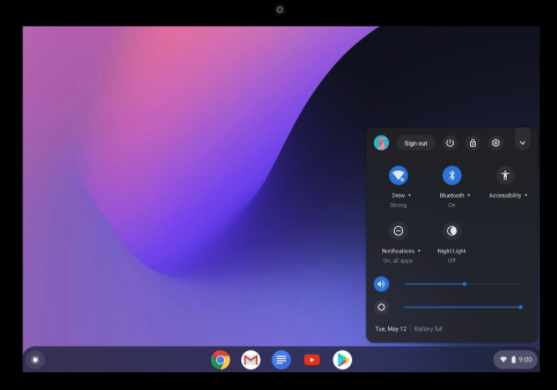 Sign out
Drew
Strong
Bluetooth
On
Accessibility
Notifications
On, all apps
Night Light
Off
Tue, May 12 | Battery full
9:00